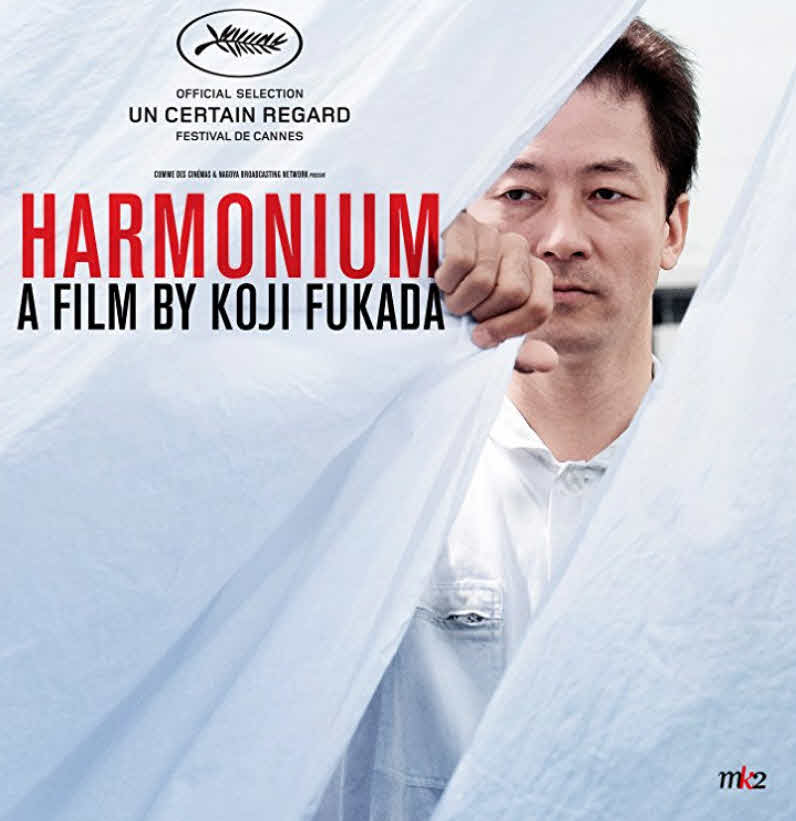 OFFICIAL SELECTION
UN CERTAIN REGARD
FESTIVAL DE CANNES
COMME DES CINÉMAS & NAGOYA BROADCASTING NETWORK PRESENT
HARMONIUM
A FILM BY KOJI FUKADA
mk2